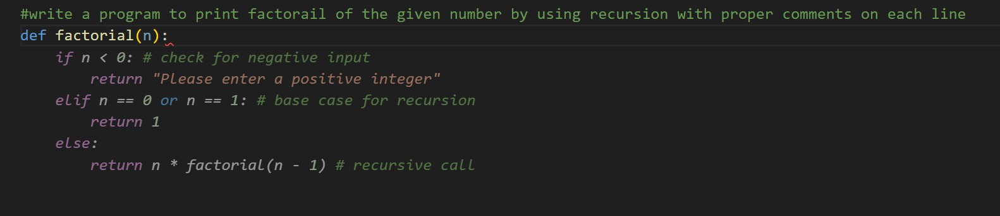 #write a program to print factorail of the given number by using recursion with proper comments on each line
def factorial(n):
    if n < 0: # check for negative input
        return "Please enter a positive integer"
    elif n == 0 or n == 1: # base case for recursion
        return 1
    else:
        return n * factorial(n - 1) # recursive call